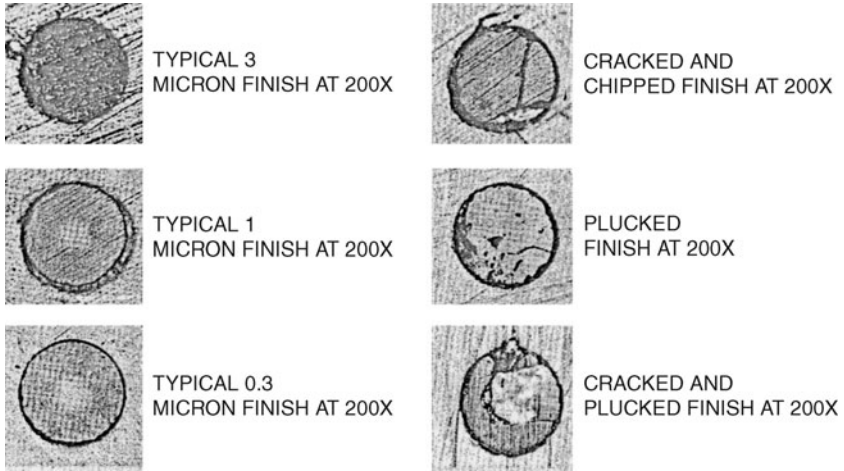 TYPICAL 3
MICRON FINISH AT 200X
CRACKED AND
CHIPPED FINISH AT 200X
TYPICAL 1
MICRON FINISH AT 200X
PLUCKED
FINISH AT 200X
TYPICAL 0.3
MICRON FINISH AT 200X
CRACKED AND
PLUCKED FINISH AT 200X